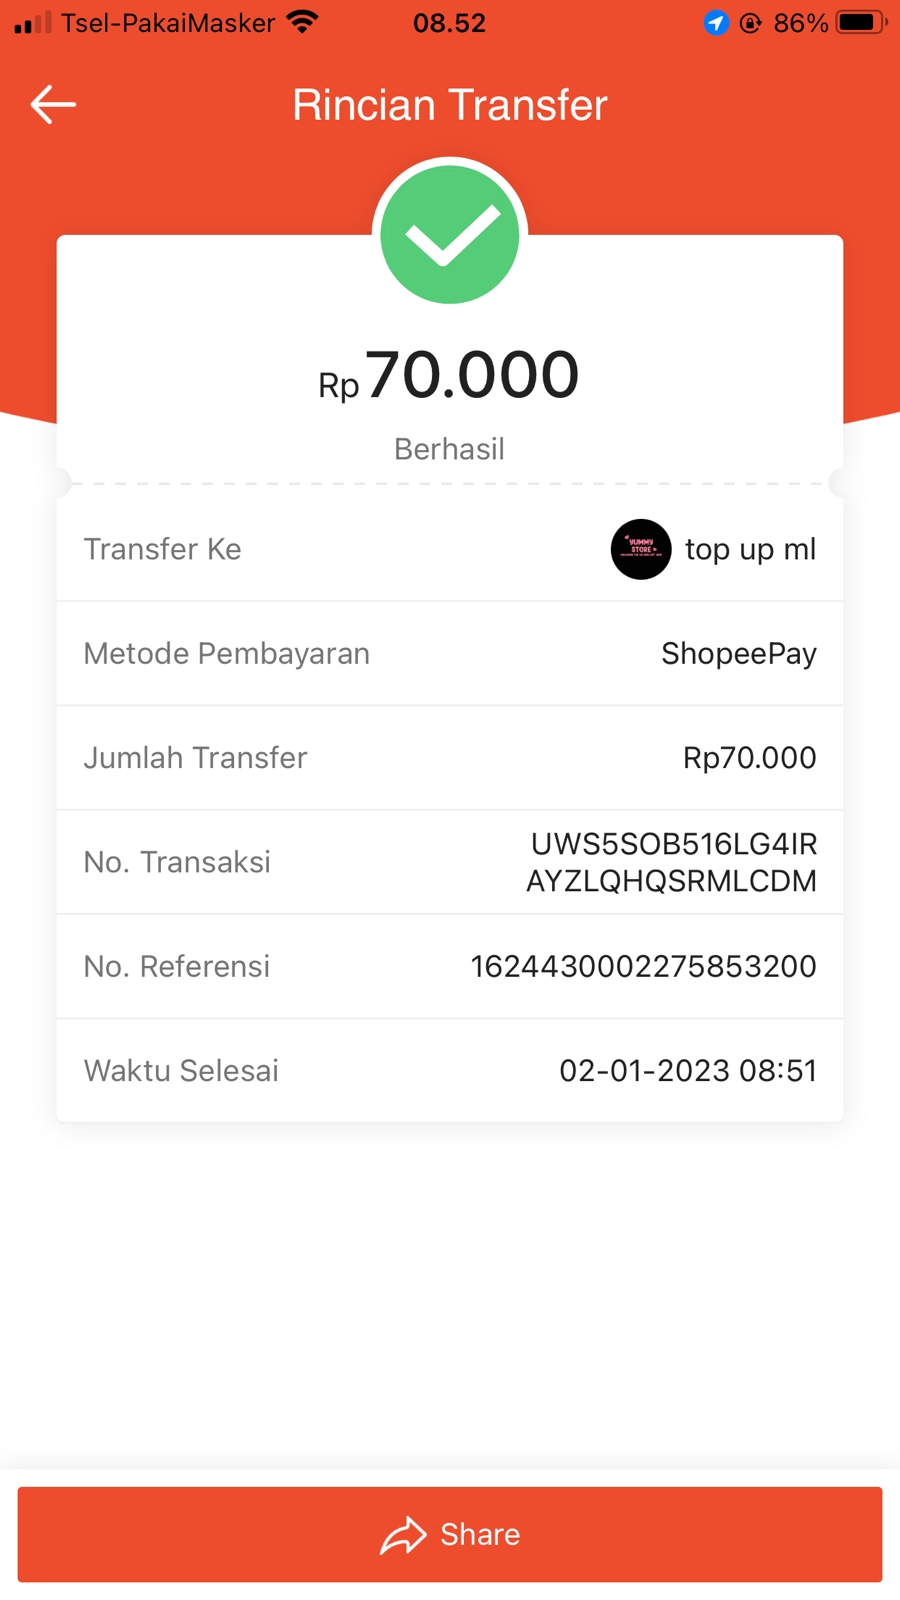 Tsel-PakaiMasker 08.52 86%
Rincian Transfer
Rp70.000
Berhasil
Transfer Ke YUMMY STORE top up ml
Metode Pembayaran ShopeePay
Jumlah Transfer Rp70.000
No. Transaksi UWS5SOB516LG4IR
AYZLQHQSRMLCDM
No. Referensi 1624430002275853200
Waktu Selesai 02-01-2023 08:51
Share